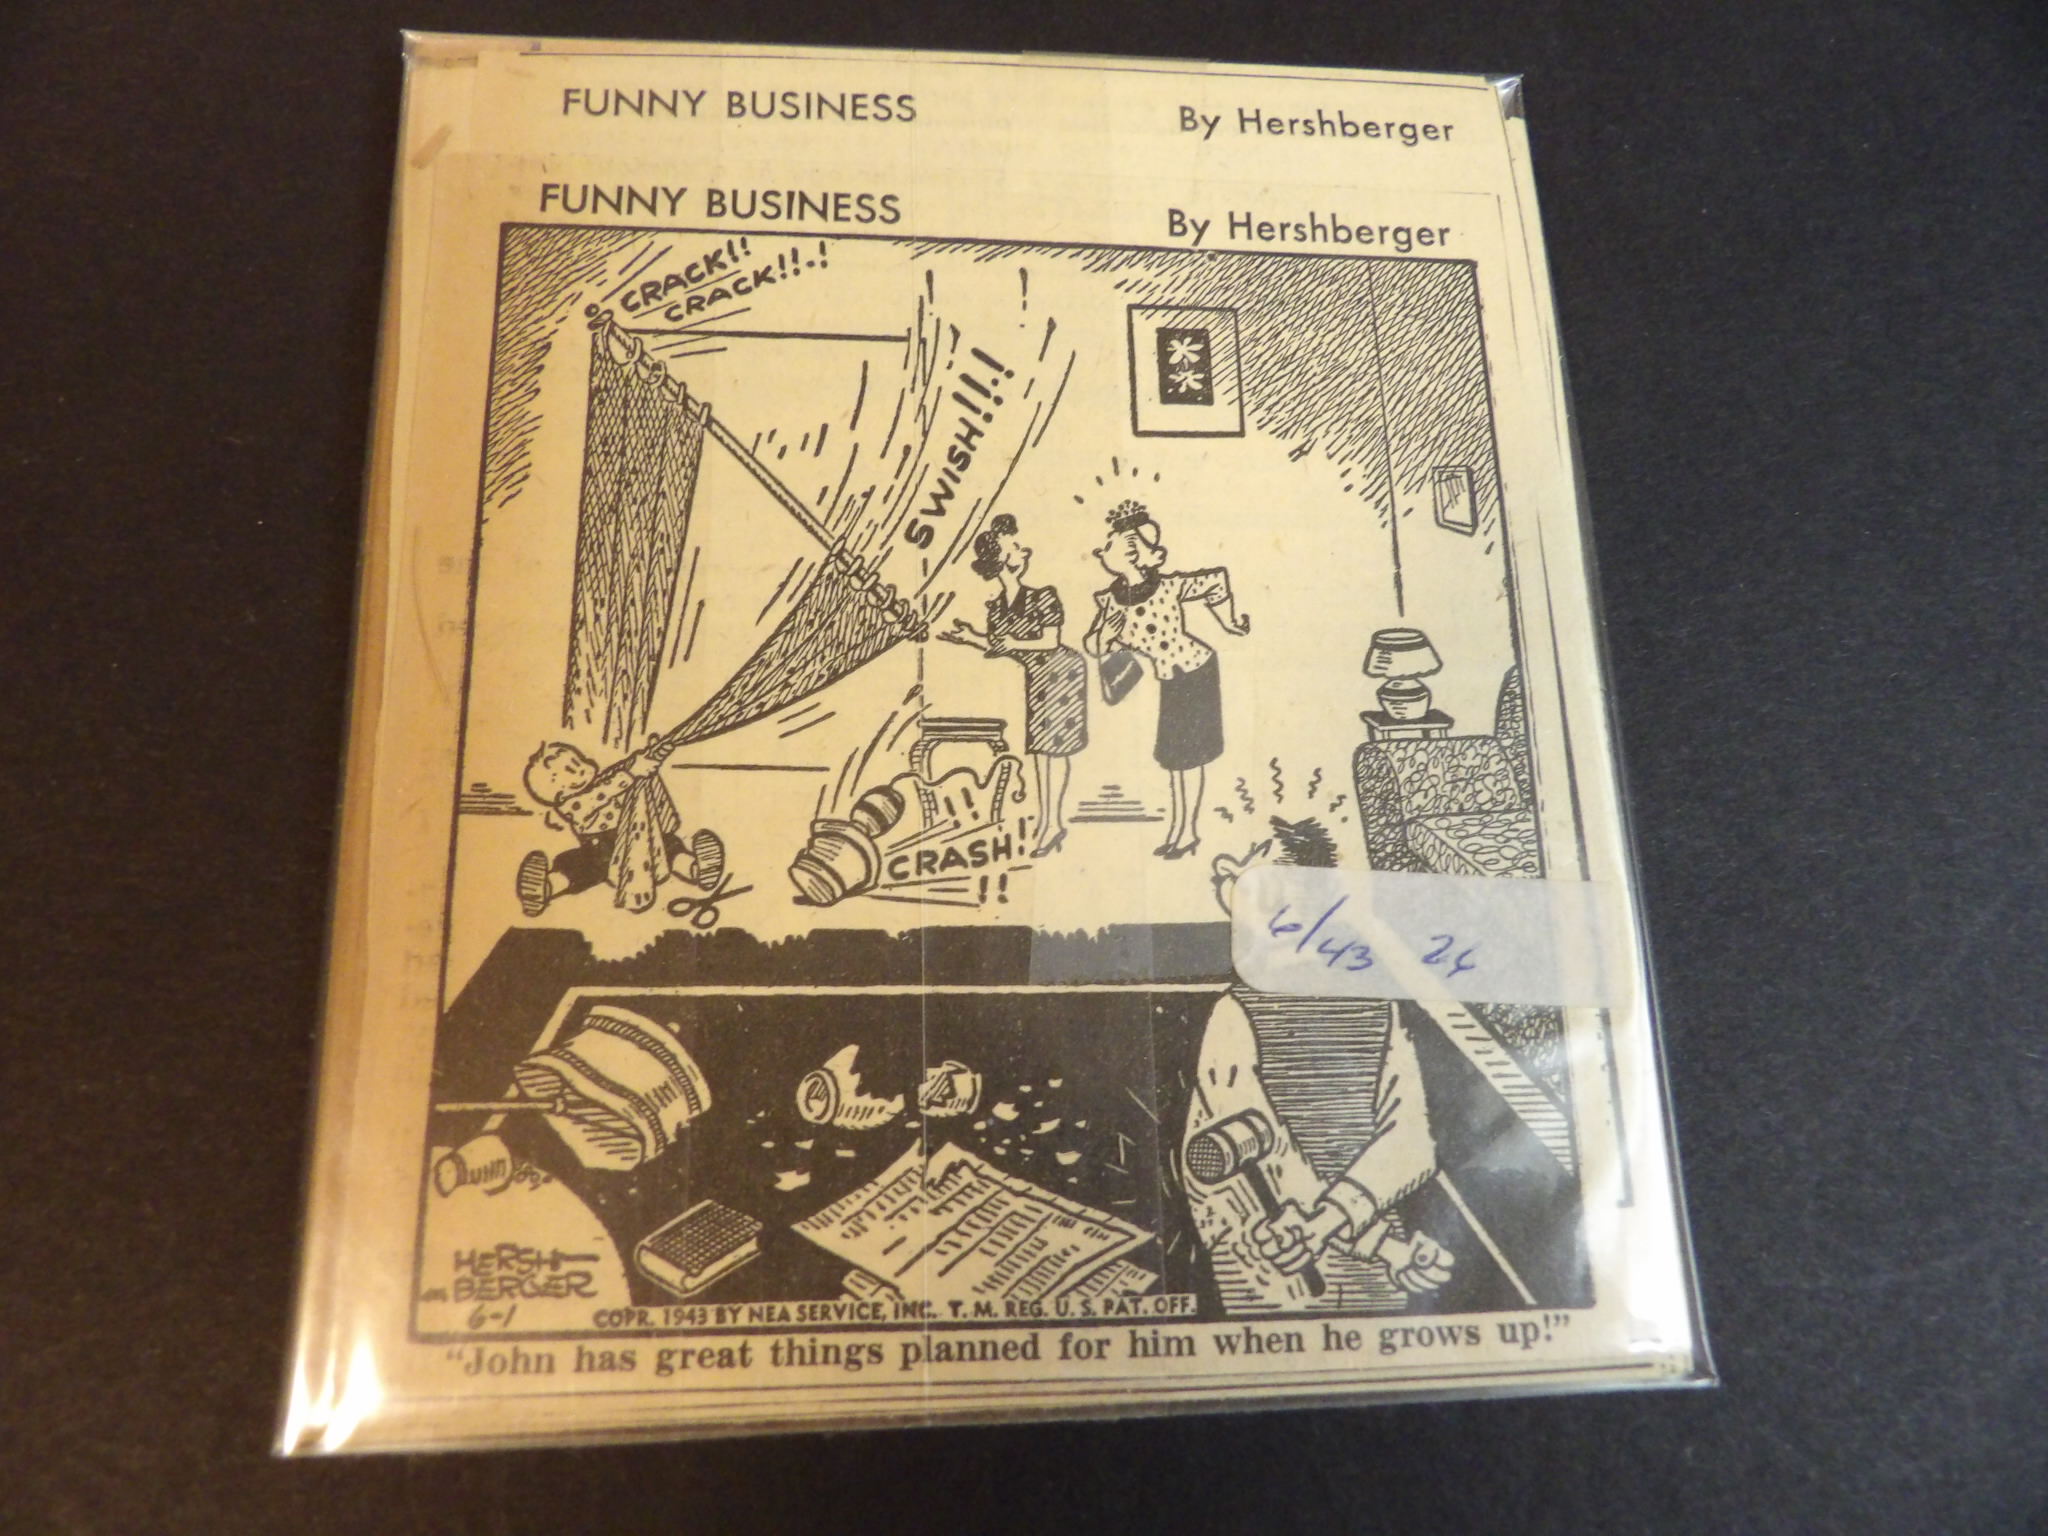 FUNNY BUSINESS By Hershberger
FUNNY BUSINESS By Hershberger
CRACK!!
CRACK!!-!
SWISH!!!-!
CRASH!
!!
6/43 24
HERSH-
BERGER
6-1
COPR. 1943 BY NEA SERVICE, INC. T. M. REG. U. S. PAT. OFF.
"John has great things planned for him when he grows up!"